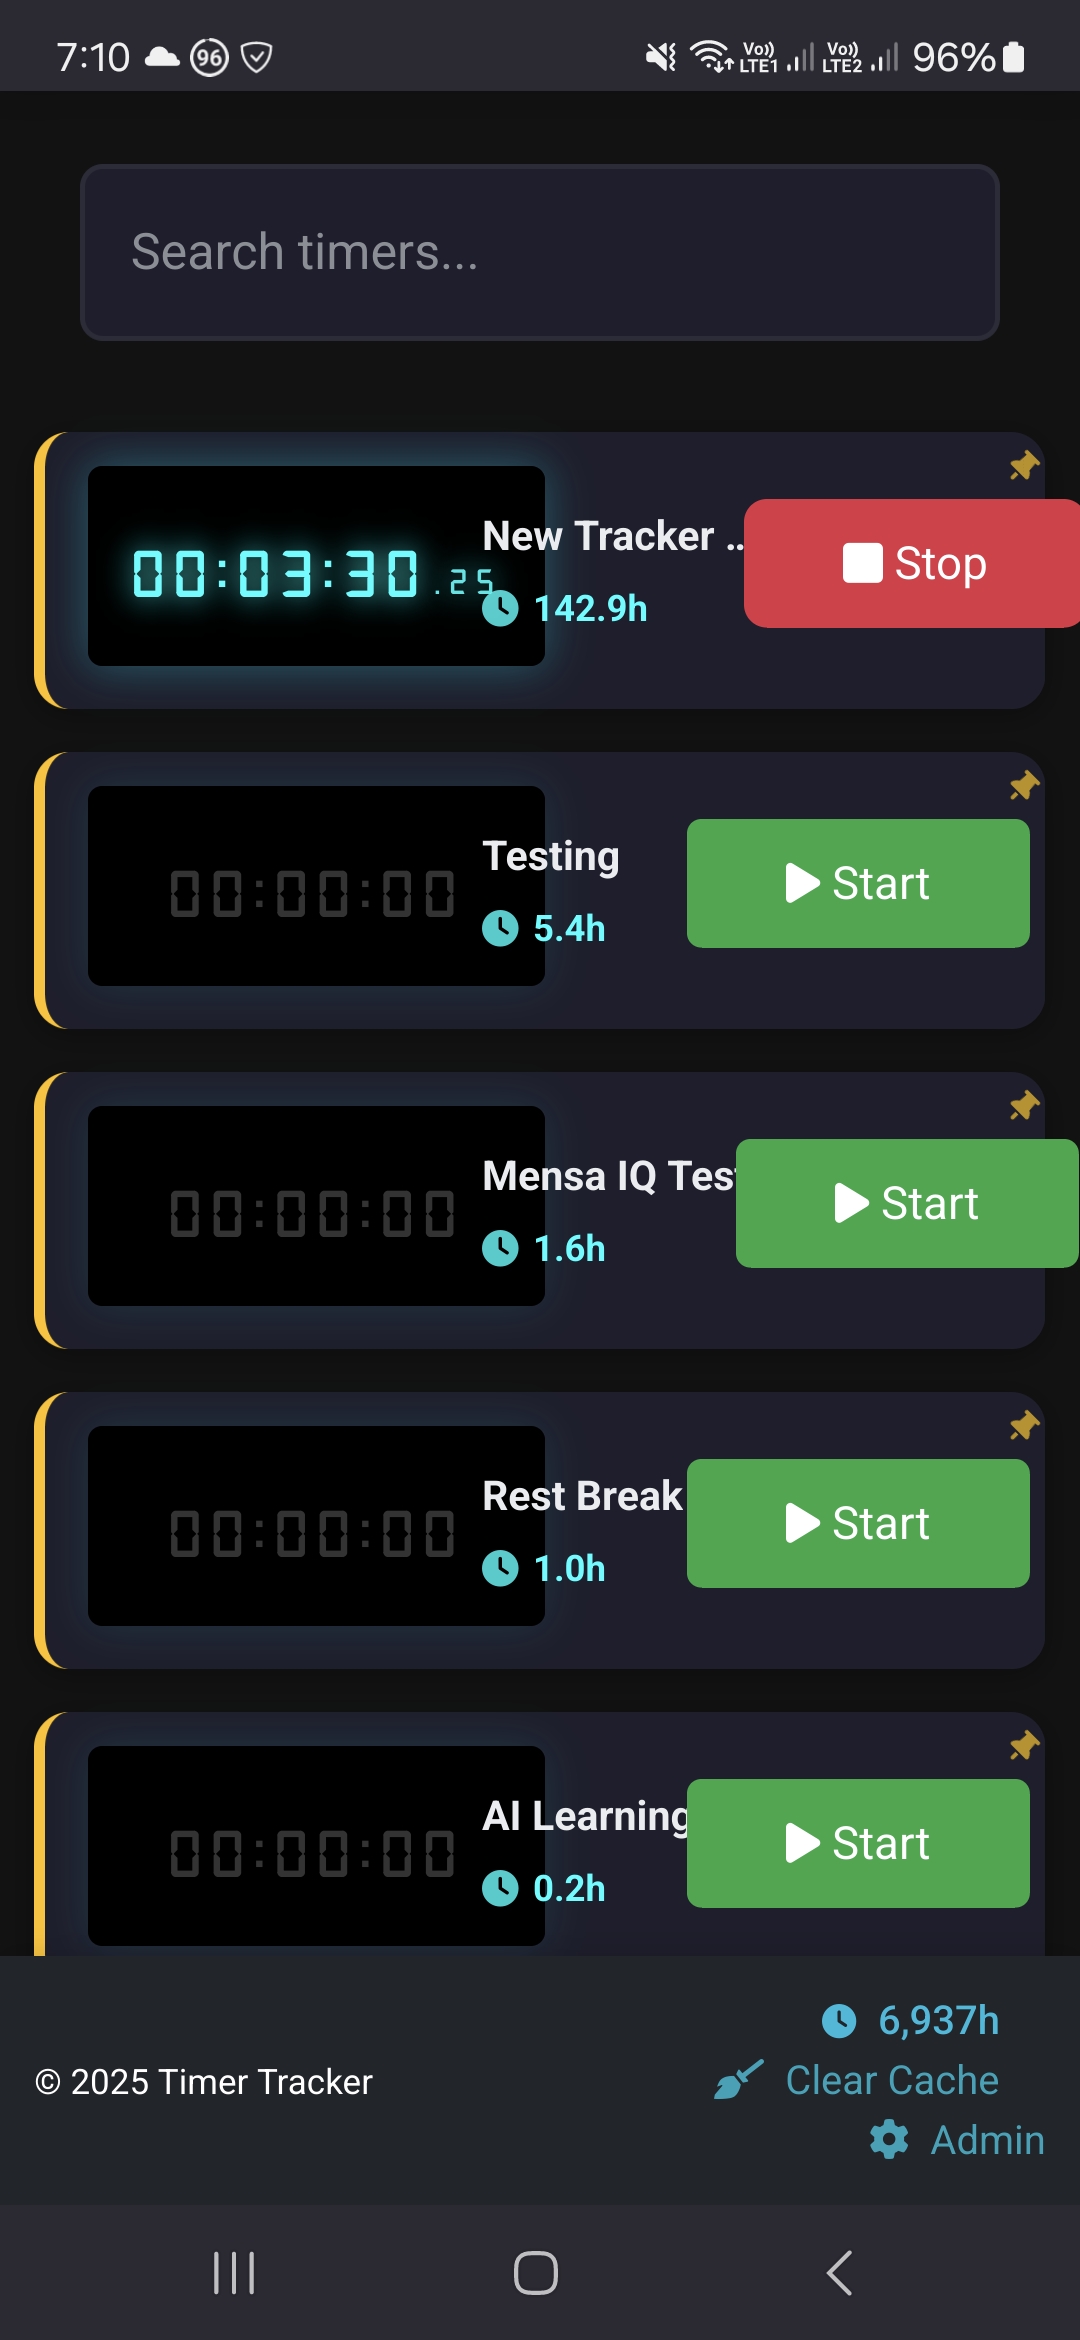 7:10 96 Vo)) LTE1 Vo)) LTE2 96%
Search timers...
New Tracker ..
00:03:30.25
142.9h
Stop
Testing
00:00:00
5.4h
Start
Mensa IQ Test
00:00:00
1.6h
Start
Rest Break
00:00:00
1.0h
Start
AI Learning
00:00:00
0.2h
Start
6,937h
© 2025 Timer Tracker
Clear Cache
Admin